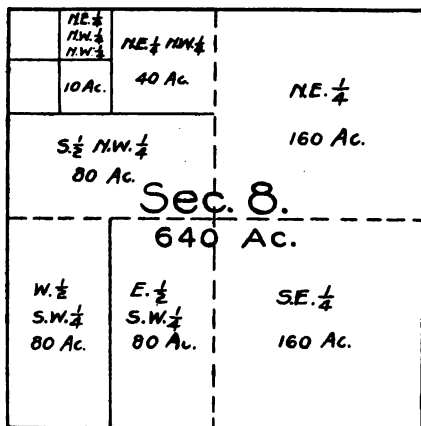 N.E.¼
N.W.¼
N.W.¼
N.E.¼ N.W.¼
40 Ac.
10 Ac.
N.E. ¼
160 Ac.
S.½ N.W. ¼
80 Ac.
Sec. 8.
640 Ac.
W. ½
S.W. ¼
80 Ac.
E. ½
S.W. ¼
80 Ac.
S.E. ¼
160 Ac.